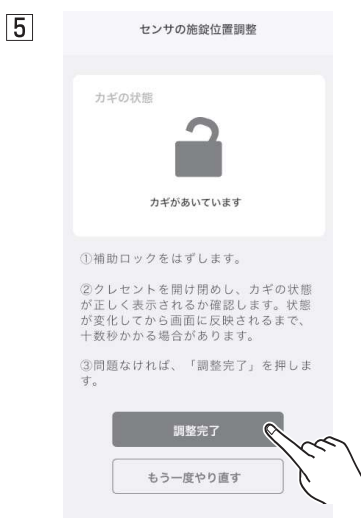 5
センサの施錠位置調整
カギの状態
カギがあいています
①補助ロックをはずします。
②クレセントを開け閉めし、カギの状態
が正しく表示されるか確認します。状態
が変化してから画面に反映されるまで、
十数秒かかる場合があります。
③問題なければ、「調整完了」を押しま
す。
調整完了
もう一度やり直す